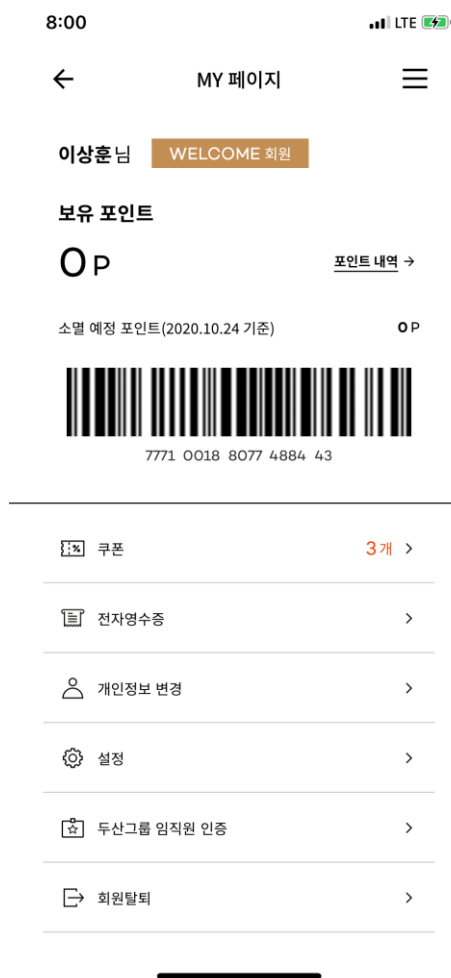 8:00 LTE
MY 페이지
이상훈님 WELCOME 회원
보유 포인트
0 P
포인트 내역 →
소멸 예정 포인트(2020.10.24 기준) 0 P
7771 0018 8077 4884 43
쿠폰 3개 >
전자영수증 >
개인정보 변경 >
설정 >
두산그룹 임직원 인증 >
회원탈퇴 >